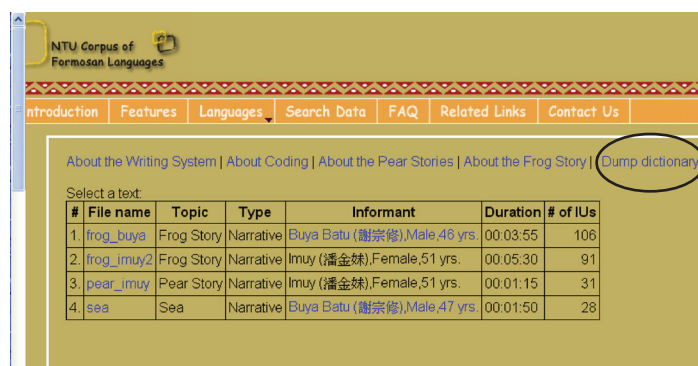 NTU Corpus of
Formosan Languages
ntroduction Features Languages Search Data FAQ Related Links Contact Us
About the Writing System | About Coding | About the Pear Stories | About the Frog Story | Dump dictionary
Select a text:
# File name Topic Type Informant Duration # of IUs
1. frog_buya Frog Story Narrative Buya Batu (謝宗修),Male,46 yrs. 00:03:55 106
2. frog_imuy2 Frog Story Narrative Imuy (潘金妹),Female,51 yrs. 00:05:30 91
3. pear_imuy Pear Story Narrative Imuy (潘金妹),Female,51 yrs. 00:01:15 31
4. sea Sea Narrative Buya Batu (謝宗修),Male,47 yrs. 00:01:50 28